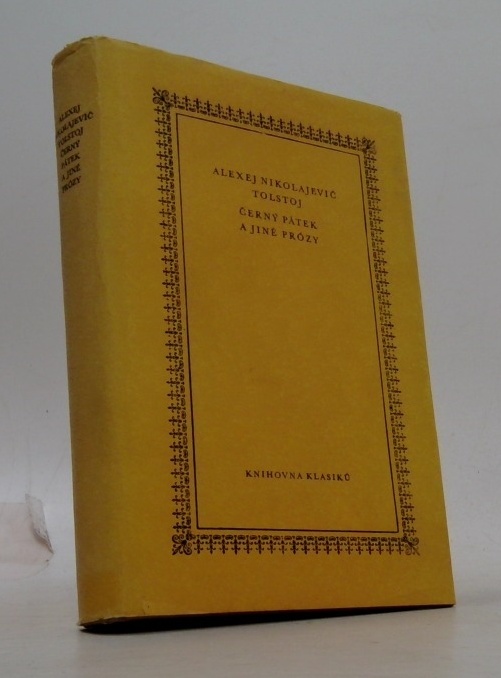 ALEXEJ
NIKOLAJEVIČ
TOLSTOJ
ČERNÝ
PÁTEK
A JINÉ
PRÓZY
ALEXEJ NIKOLAJEVIČ
TOLSTOJ
ČERNÝ PÁTEK
A JINÉ PRÓZY
KNIHOVNA KLASIKŮ